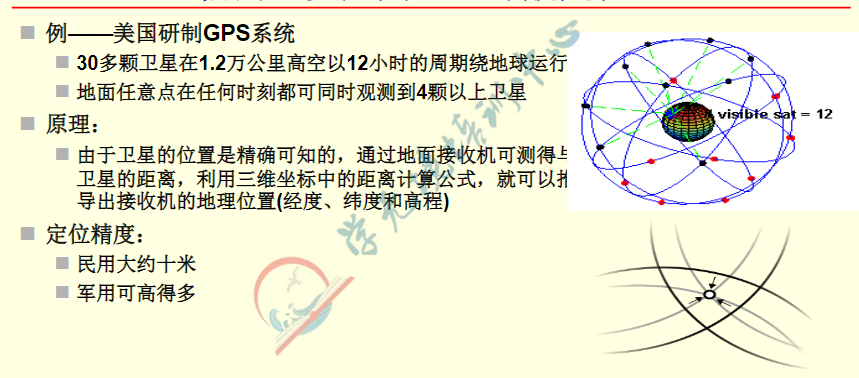 例——美国研制GPS系统
30多颗卫星在1.2万公里高空以12小时的周期绕地球运行
地面任意点在任何时刻都可同时观测到4颗以上卫星
visible sat = 12
原理：
由于卫星的位置是精确可知的，通过地面接收机可测得与
卫星的距离，利用三维坐标中的距离计算公式，就可以推
导出接收机的地理位置(经度、纬度和高程)
定位精度：
民用大约十米
军用可高得多